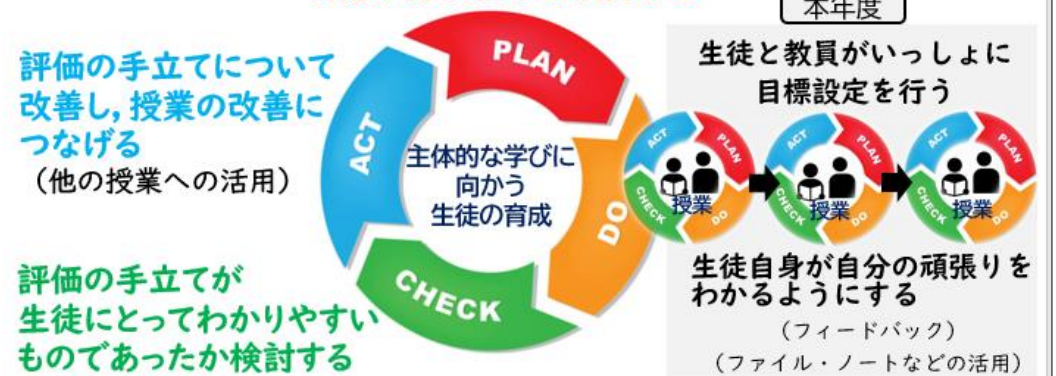 本年度
評価の手立てについて
改善し,授業の改善に
つなげる
（他の授業への活用）
評価の手立てが
生徒にとってわかりやすい
ものであったか検討する
PLAN
DO
CHECK
ACT
主体的な学びに
向かう
生徒の育成
生徒と教員がいっしょに
目標設定を行う
ACT
PLAN
CHECK
DO
授業
ACT
PLAN
CHECK
DO
授業
ACT
PLAN
CHECK
DO
授業
生徒自身が自分の頑張りを
わかるようにする
（フィードバック）
（ファイル・ノートなどの活用）